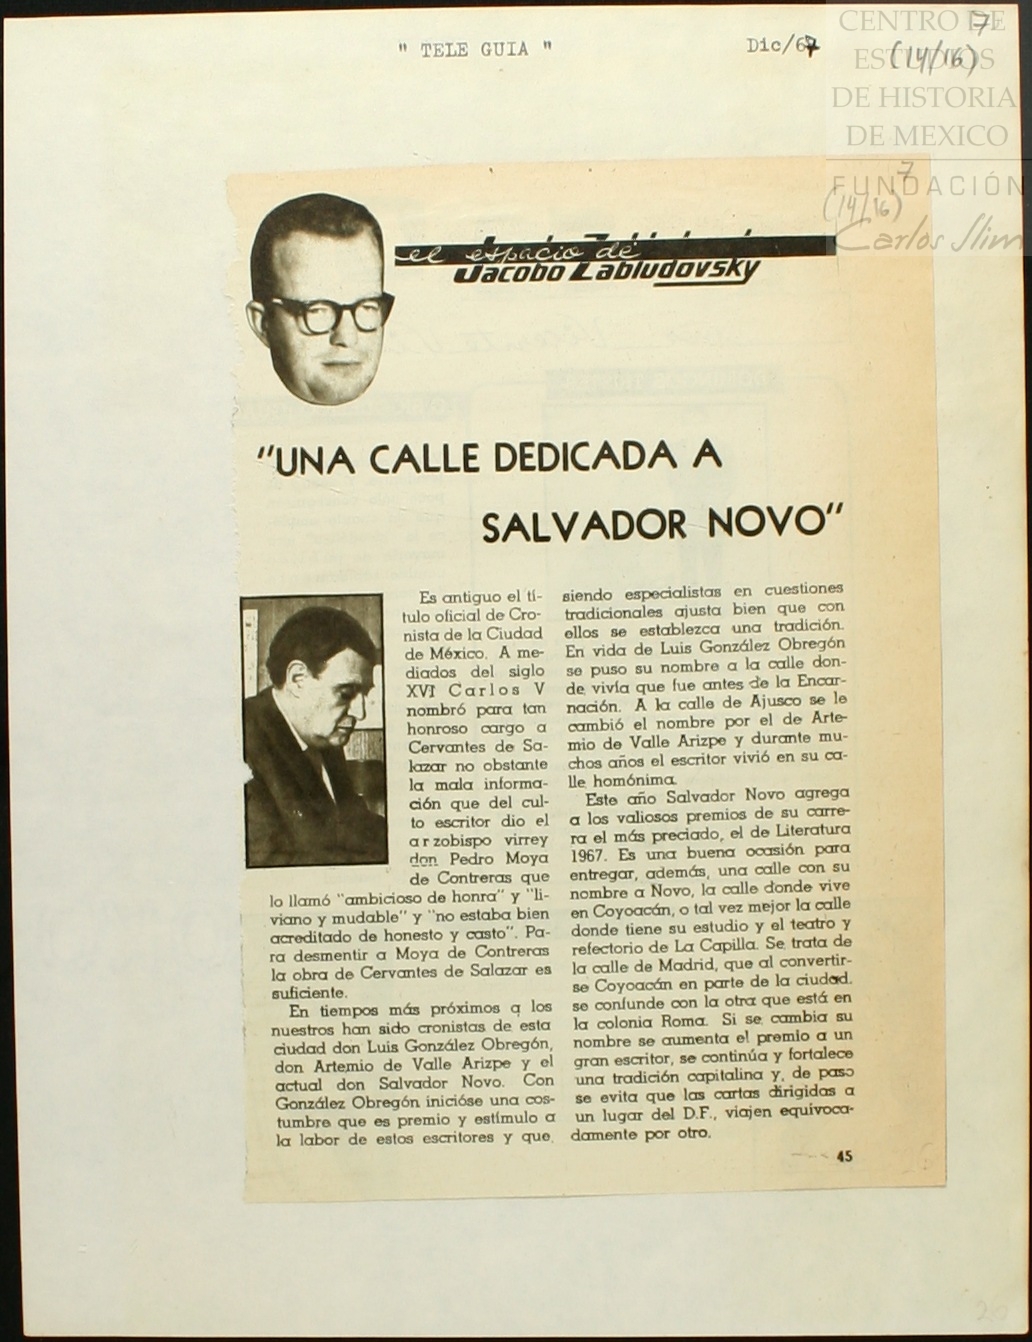 " TELE GUIA "
Dic/67
7
(14/16)
CENTRO DE
ESTUDIOS
DE HISTORIA
DE MEXICO
FUNDACIÓN
Carlos Slim
7
(14/16)
el espacio de
Jacobo Zabludovsky
"UNA CALLE DEDICADA A
SALVADOR NOVO"
Es antiguo el tí-
tulo oficial de Cro-
nista de la Ciudad
de México. A me-
diados del siglo
XVI Carlos V
nombró para tan
honroso cargo a
Cervantes de Sa-
lazar no obstante
la mala informa-
ción que del cul-
to escritor dio el
arzobispo virrey
don Pedro Moya
de Contreras que
lo llamó "ambicioso de honra" y "li-
viano y mudable" y "no estaba bien
acreditado de honesto y casto". Pa-
ra desmentir a Moya de Contreras
la obra de Cervantes de Salazar es
suficiente.
En tiempos más próximos a los
nuestros han sido cronistas de esta
ciudad don Luis González Obregón,
don Artemio de Valle Arizpe y el
actual don Salvador Novo. Con
González Obregón inicióse una cos-
tumbre que es premio y estímulo a
la labor de estos escritores y que
siendo especialistas en cuestiones
tradicionales ajusta bien que con
ellos se establezca una tradición.
En vida de Luis González Obregón
se puso su nombre a la calle don-
de vivía que fue antes de la Encar-
nación. A la calle de Ajusco se le
cambió el nombre por el de Arte-
mio de Valle Arizpe y durante mu-
chos años el escritor vivió en su ca-
lle homónima.
Este año Salvador Novo agrega
a los valiosos premios de su carre-
ra el más preciado, el de Literatura
1967. Es una buena ocasión para
entregar, además, una calle con su
nombre a Novo, la calle donde vive
en Coyoacán, o tal vez mejor la calle
donde tiene su estudio y el teatro y
refectorio de La Capilla. Se trata de
la calle de Madrid, que al convertir-
se Coyoacán en parte de la ciudad.
se confunde con la otra que está en
la colonia Roma. Si se cambia su
nombre se aumenta el premio a un
gran escritor, se continúa y fortalece
una tradición capitalina y, de paso
se evita que las cartas dirigidas a
un lugar del D.F., viajen equívoca-
damente por otro.
45